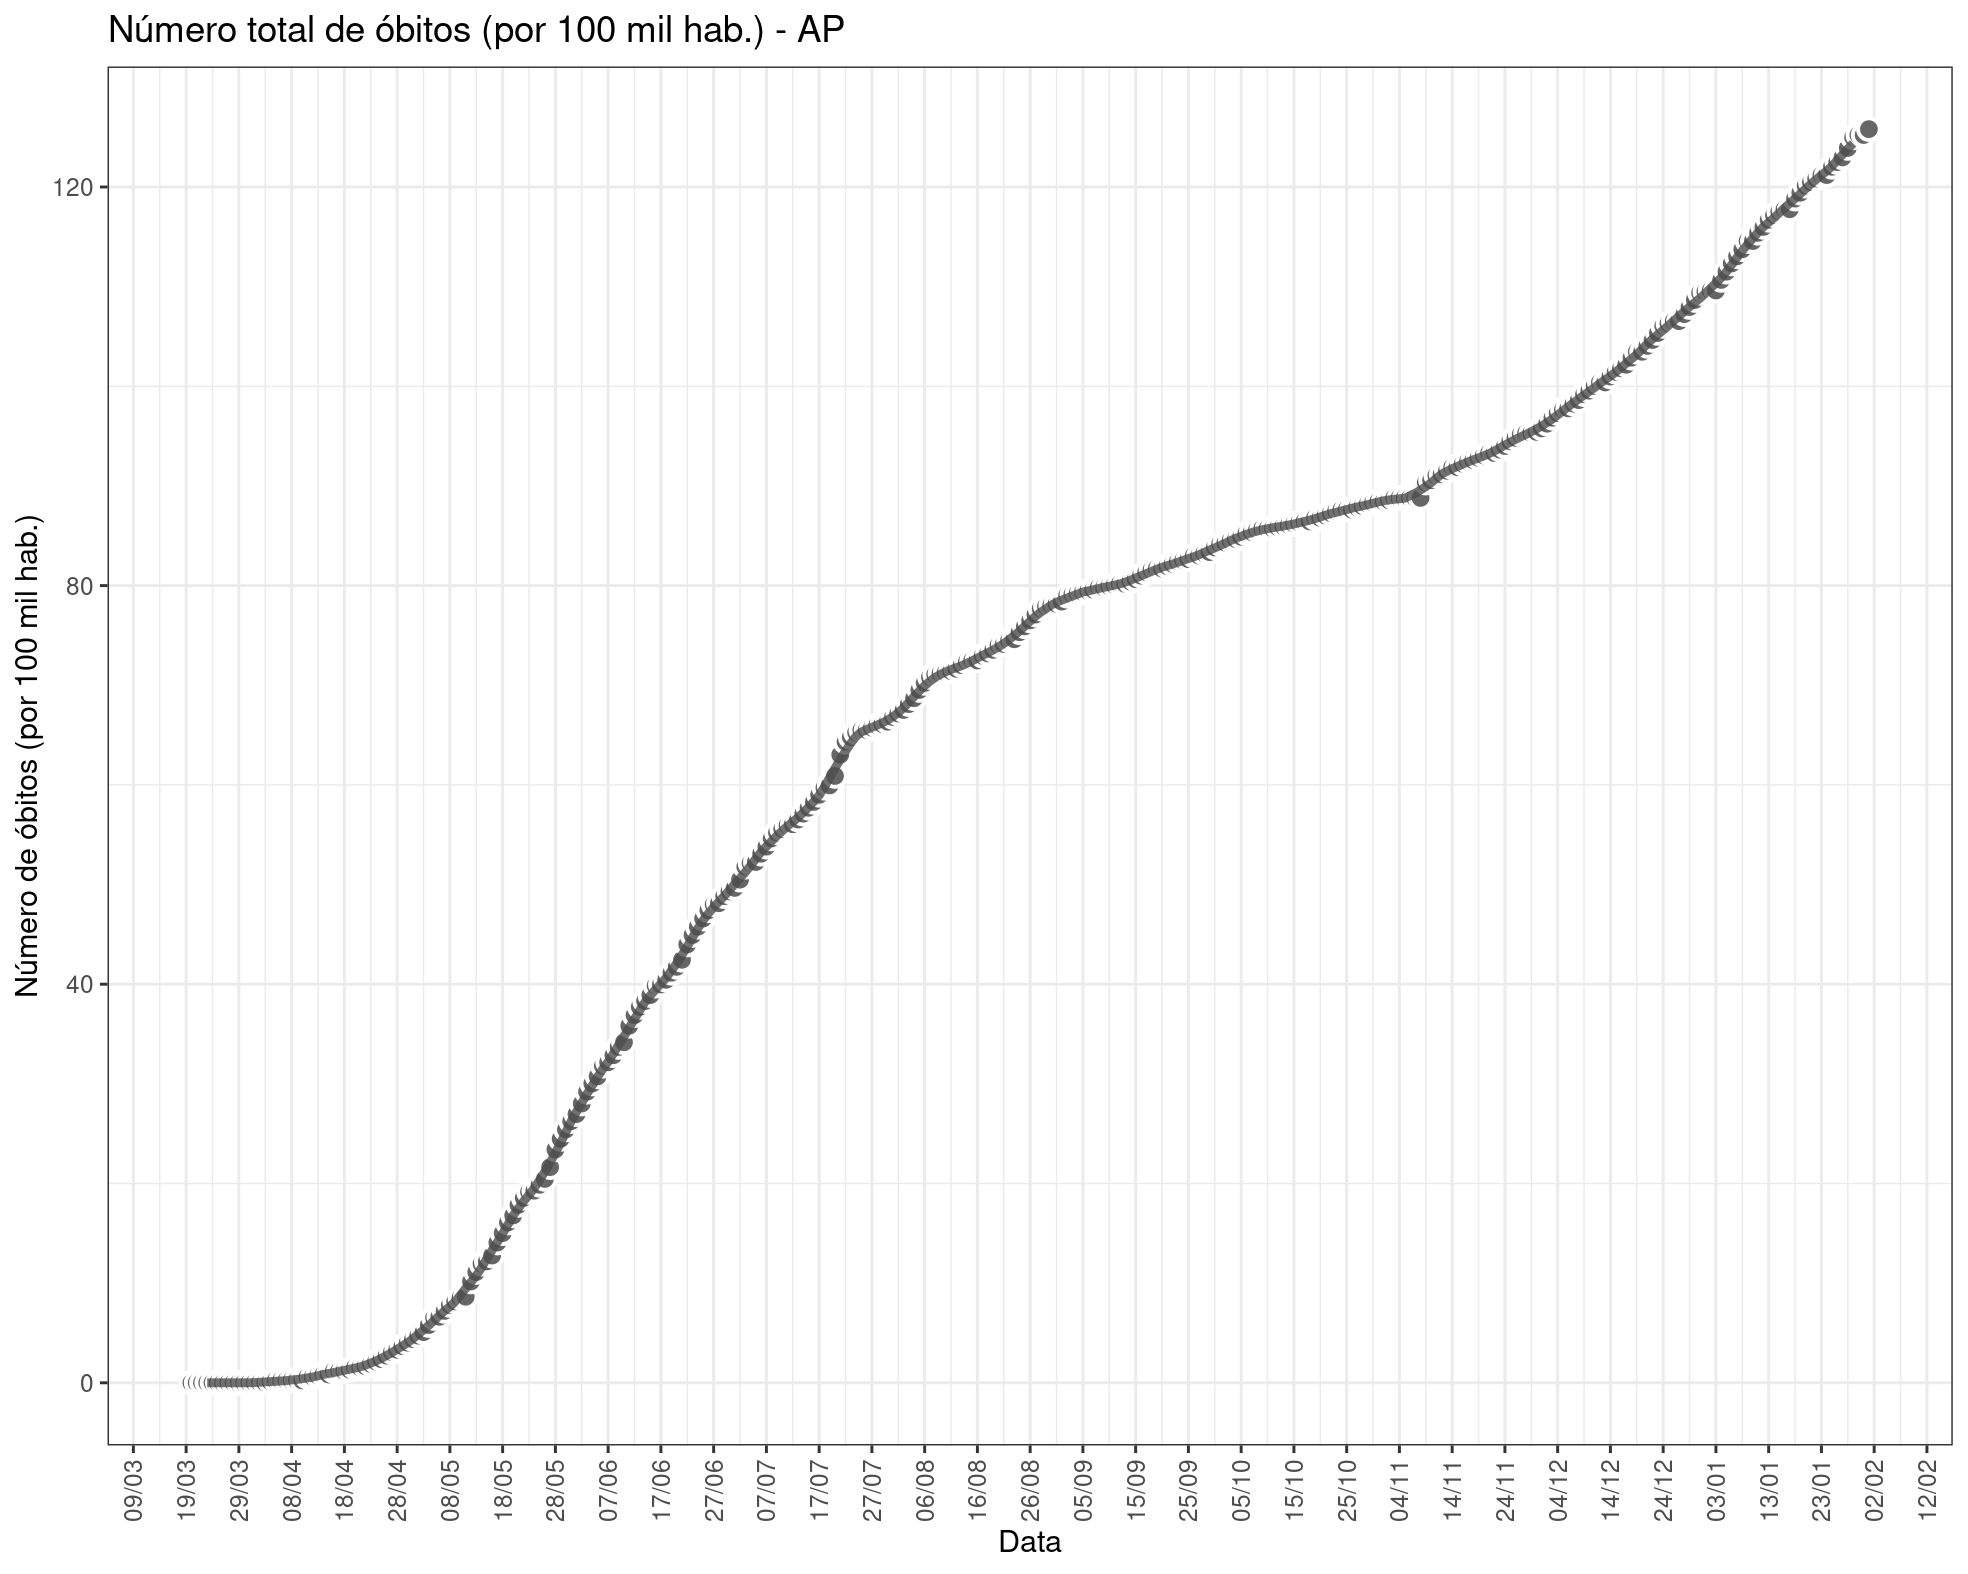 Número total de óbitos (por 100 mil hab.) - AP
Número de óbitos (por 100 mil hab.)
120
80
40
0
09/03 19/03 29/03 08/04 18/04 28/04 08/05 18/05 28/05 07/06 17/06 27/06 07/07 17/07 27/07 06/08 16/08 26/08 05/09 15/09 25/09 05/10 15/10 25/10 04/11 14/11 24/11 04/12 14/12 24/12 03/01 13/01 23/01 02/02 12/02
Data